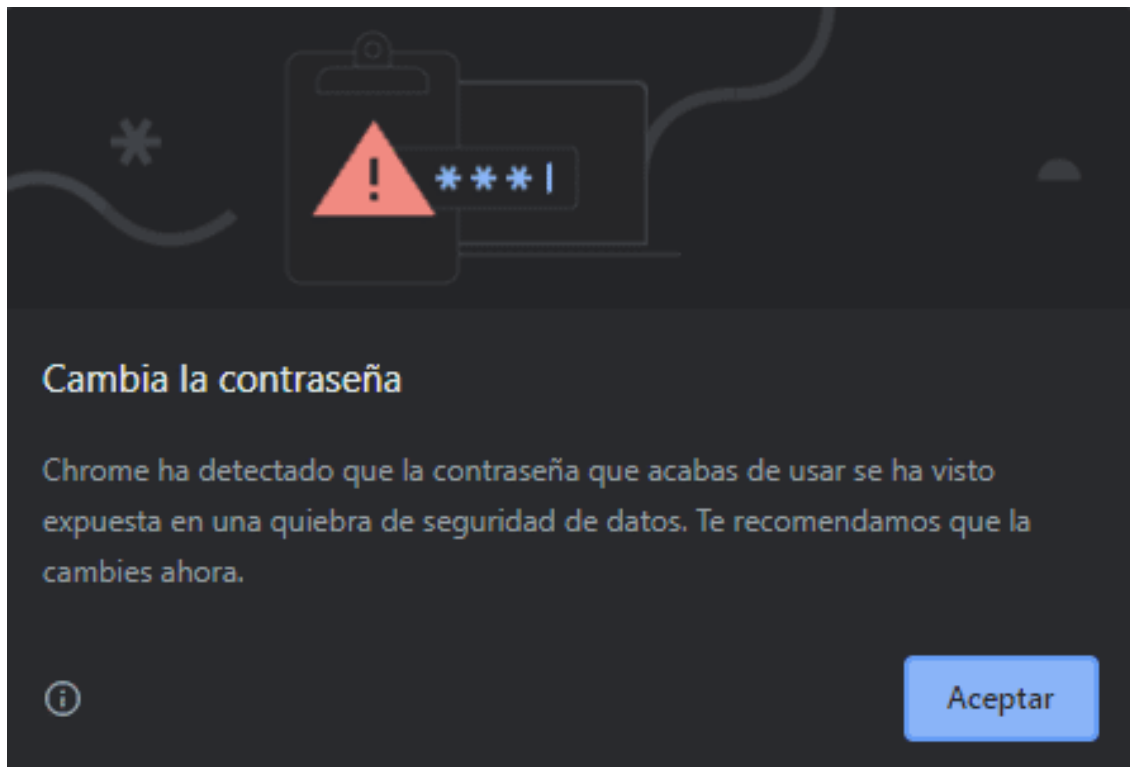 ***|
Cambia la contraseña
Chrome ha detectado que la contraseña que acabas de usar se ha visto
expuesta en una quiebra de seguridad de datos. Te recomendamos que la
cambies ahora.
Aceptar